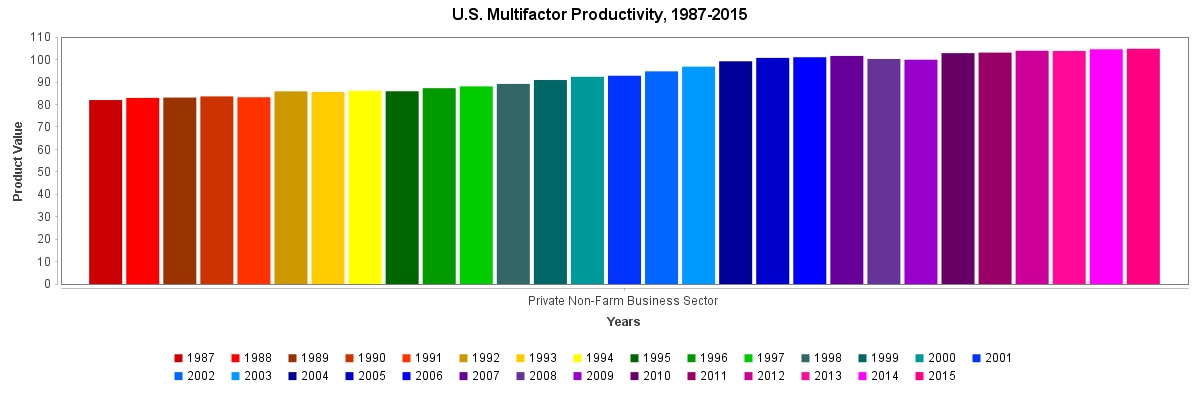 U.S. Multifactor Productivity, 1987-2015
110
100
90
80
70
60
50
40
30
20
10
0
Product Value
Private Non-Farm Business Sector
Years
1987 1988 1989 1990 1991 1992 1993 1994 1995 1996 1997 1998 1999 2000 2001
2002 2003 2004 2005 2006 2007 2008 2009 2010 2011 2012 2013 2014 2015